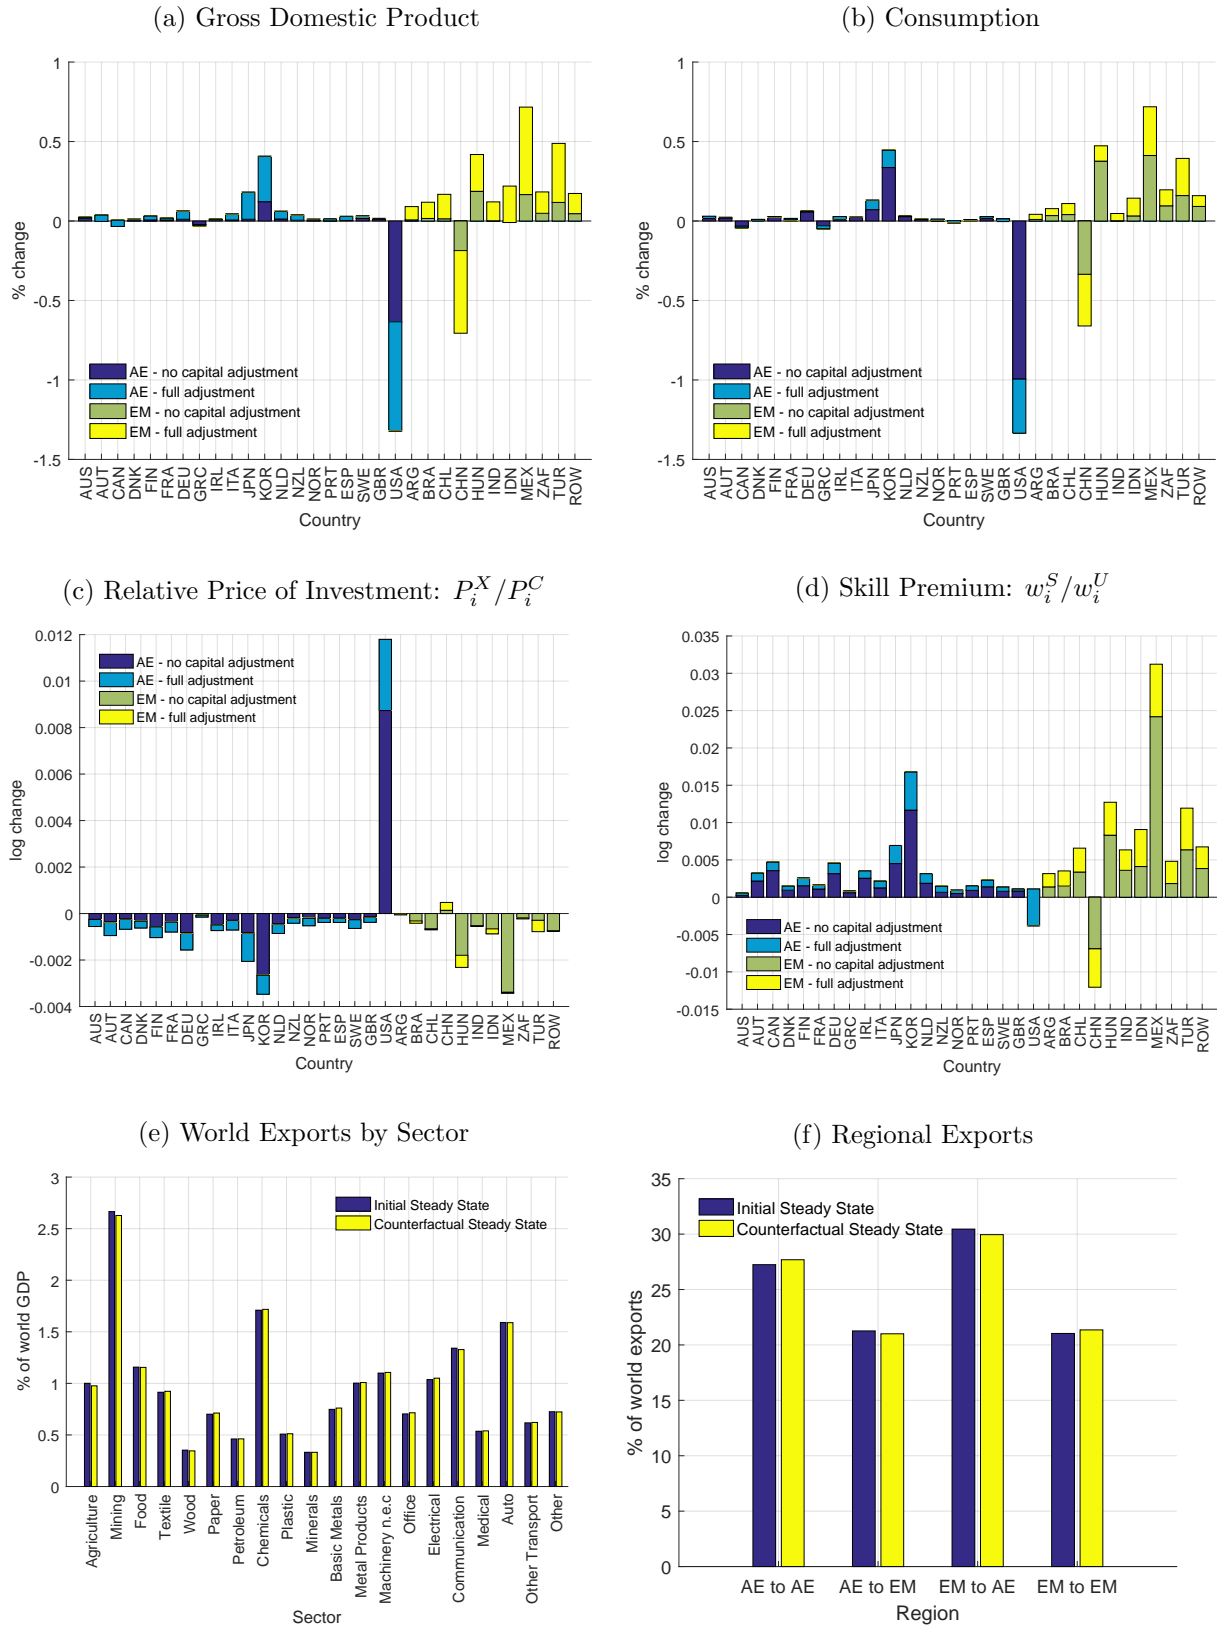 (a) Gross Domestic Product
1
0.5
0
-0.5
-1
-1.5
% change
AE - no capital adjustment
AE - full adjustment
EM - no capital adjustment
EM - full adjustment
AUS AUT CAN DNK FIN FRA DEU GRC IRL ITA JPN KOR NLD NZL NOR PRT ESP SWE GBR USA ARG BRA CHL CHN HUN IND IDN MEX ZAF TUR ROW
Country
(b) Consumption
1
0.5
0
-0.5
-1
-1.5
% change
AE - no capital adjustment
AE - full adjustment
EM - no capital adjustment
EM - full adjustment
AUS AUT CAN DNK FIN FRA DEU GRC IRL ITA JPN KOR NLD NZL NOR PRT ESP SWE GBR USA ARG BRA CHL CHN HUN IND IDN MEX ZAF TUR ROW
Country
(c) Relative Price of Investment: P_i^X/P_i^C
0.012
0.01
0.008
0.006
0.004
0.002
0
-0.002
-0.004
log change
AE - no capital adjustment
AE - full adjustment
EM - no capital adjustment
EM - full adjustment
AUS AUT CAN DNK FIN FRA DEU GRC IRL ITA JPN KOR NLD NZL NOR PRT ESP SWE GBR USA ARG BRA CHL CHN HUN IND IDN MEX ZAF TUR ROW
Country
(d) Skill Premium: w_i^S/w_i^U
0.035
0.03
0.025
0.02
0.015
0.01
0.005
0
-0.005
-0.01
-0.015
log change
AE - no capital adjustment
AE - full adjustment
EM - no capital adjustment
EM - full adjustment
AUS AUT CAN DNK FIN FRA DEU GRC IRL ITA JPN KOR NLD NZL NOR PRT ESP SWE GBR USA ARG BRA CHL CHN HUN IND IDN MEX ZAF TUR ROW
Country
(e) World Exports by Sector
3
2.5
2
1.5
1
0.5
0
% of world GDP
Initial Steady State
Counterfactual Steady State
Agriculture
Mining
Food
Textile
Wood
Paper
Petroleum
Chemicals
Plastic
Minerals
Basic Metals
Metal Products
Machinery n.e.c
Office
Electrical
Communication
Medical
Auto
Other Transport
Other
Sector
(f) Regional Exports
35
30
25
20
15
10
5
0
% of world exports
Initial Steady State
Counterfactual Steady State
AE to AE AE to EM EM to AE EM to EM
Region